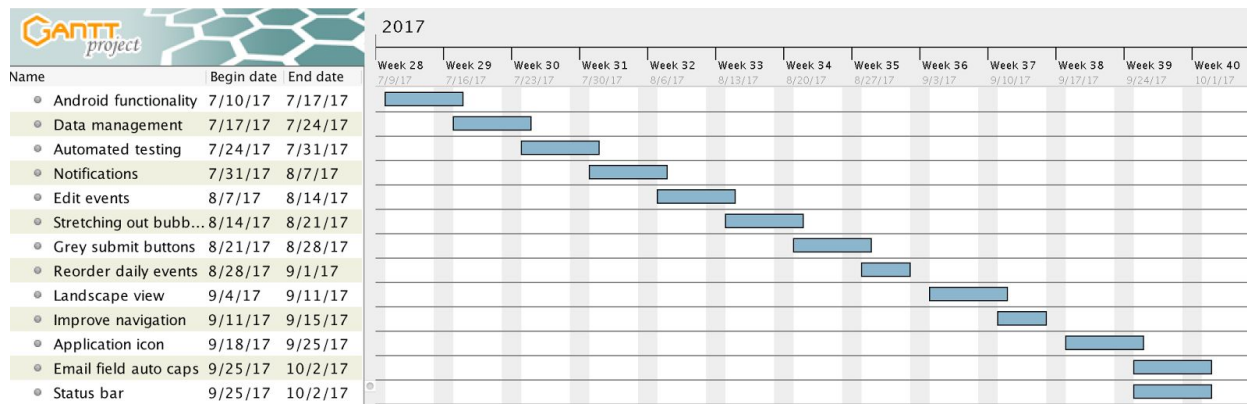 GANTT
project
2017
Week 28 Week 29 Week 30 Week 31 Week 32 Week 33 Week 34 Week 35 Week 36 Week 37 Week 38 Week 39 Week 40
7/9/17 7/16/17 7/23/17 7/30/17 8/6/17 8/13/17 8/20/17 8/27/17 9/3/17 9/10/17 9/17/17 9/24/17 10/1/17
Name Begin date End date
Android functionality 7/10/17 7/17/17
Data management 7/17/17 7/24/17
Automated testing 7/24/17 7/31/17
Notifications 7/31/17 8/7/17
Edit events 8/7/17 8/14/17
Stretching out bubb... 8/14/17 8/21/17
Grey submit buttons 8/21/17 8/28/17
Reorder daily events 8/28/17 9/1/17
Landscape view 9/4/17 9/11/17
Improve navigation 9/11/17 9/15/17
Application icon 9/18/17 9/25/17
Email field auto caps 9/25/17 10/2/17
Status bar 9/25/17 10/2/17